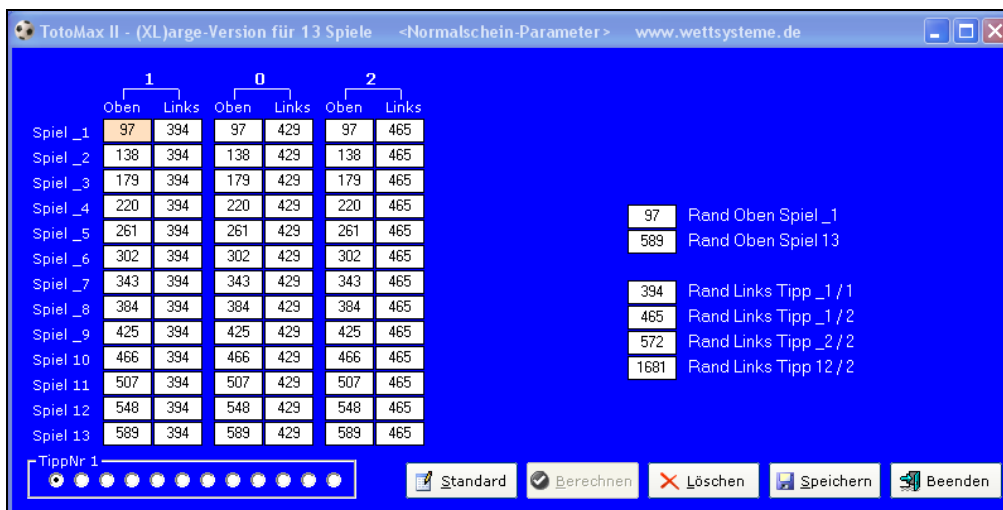 TotoMax II - (XL)arge-Version für 13 Spiele <Normalschein-Parameter> www.wettsysteme.de
1 0 2
Oben Links Oben Links Oben Links
Spiel _1 97 394 97 429 97 465
Spiel _2 138 394 138 429 138 465
Spiel _3 179 394 179 429 179 465
Spiel _4 220 394 220 429 220 465
Spiel _5 261 394 261 429 261 465
Spiel _6 302 394 302 429 302 465
Spiel _7 343 394 343 429 343 465
Spiel _8 384 394 384 429 384 465
Spiel _9 425 394 425 429 425 465
Spiel 10 466 394 466 429 466 465
Spiel 11 507 394 507 429 507 465
Spiel 12 548 394 548 429 548 465
Spiel 13 589 394 589 429 589 465
97 Rand Oben Spiel _1
589 Rand Oben Spiel 13
394 Rand Links Tipp _1/1
465 Rand Links Tipp _1/2
572 Rand Links Tipp _2/2
1681 Rand Links Tipp 12/2
TippNr 1
Standard Berechnen Löschen Speichern Beenden